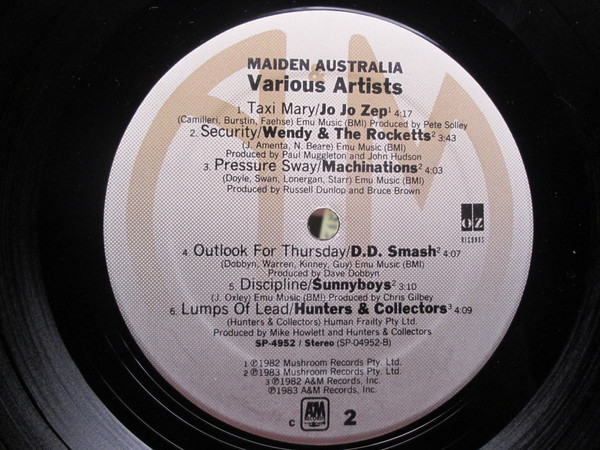 MAIDEN AUSTRALIA
Various Artists
1. Taxi Mary/Jo Jo Zep¹ 4:17
(Camilleri, Burstin, Faehse) Emu Music (BMI) Produced by Pete Solley
2. Security/Wendy & The Rocketts² 3:43
(J. Amenta, N. Beare) Emu Music (BMI)
Produced by Paul Muggleton and John Hudson
3. Pressure Sway/Machinations² 4:03
(Doyle, Swan, Lonergan, Starr) Emu Music (BMI)
Produced by Russell Dunlop and Bruce Brown
OZ
RECORDS
4. Outlook For Thursday/D.D. Smash² 4:07
(Dobbyn, Warren, Kinney, Guy) Emu Music (BMI)
Produced by Dave Dobbyn
5. Discipline/Sunnyboys² 3:10
(J. Oxley) Emu Music (BMI) Produced by Chris Gilbey
6. Lumps Of Lead/Hunters & Collectors³ 4:09
(Hunters & Collectors) Human Frailty Pty Ltd
Produced by Mike Howlett and Hunters & Collectors
SP-4952 / Stereo (SP-04952-B)
1 ℗1982 Mushroom Records Pty. Ltd.
2 ℗1983 Mushroom Records Pty. Ltd.
3 ℗1982 A&M Records, Inc.
℗1983 A&M Records, Inc.
C A&M RECORDS 2